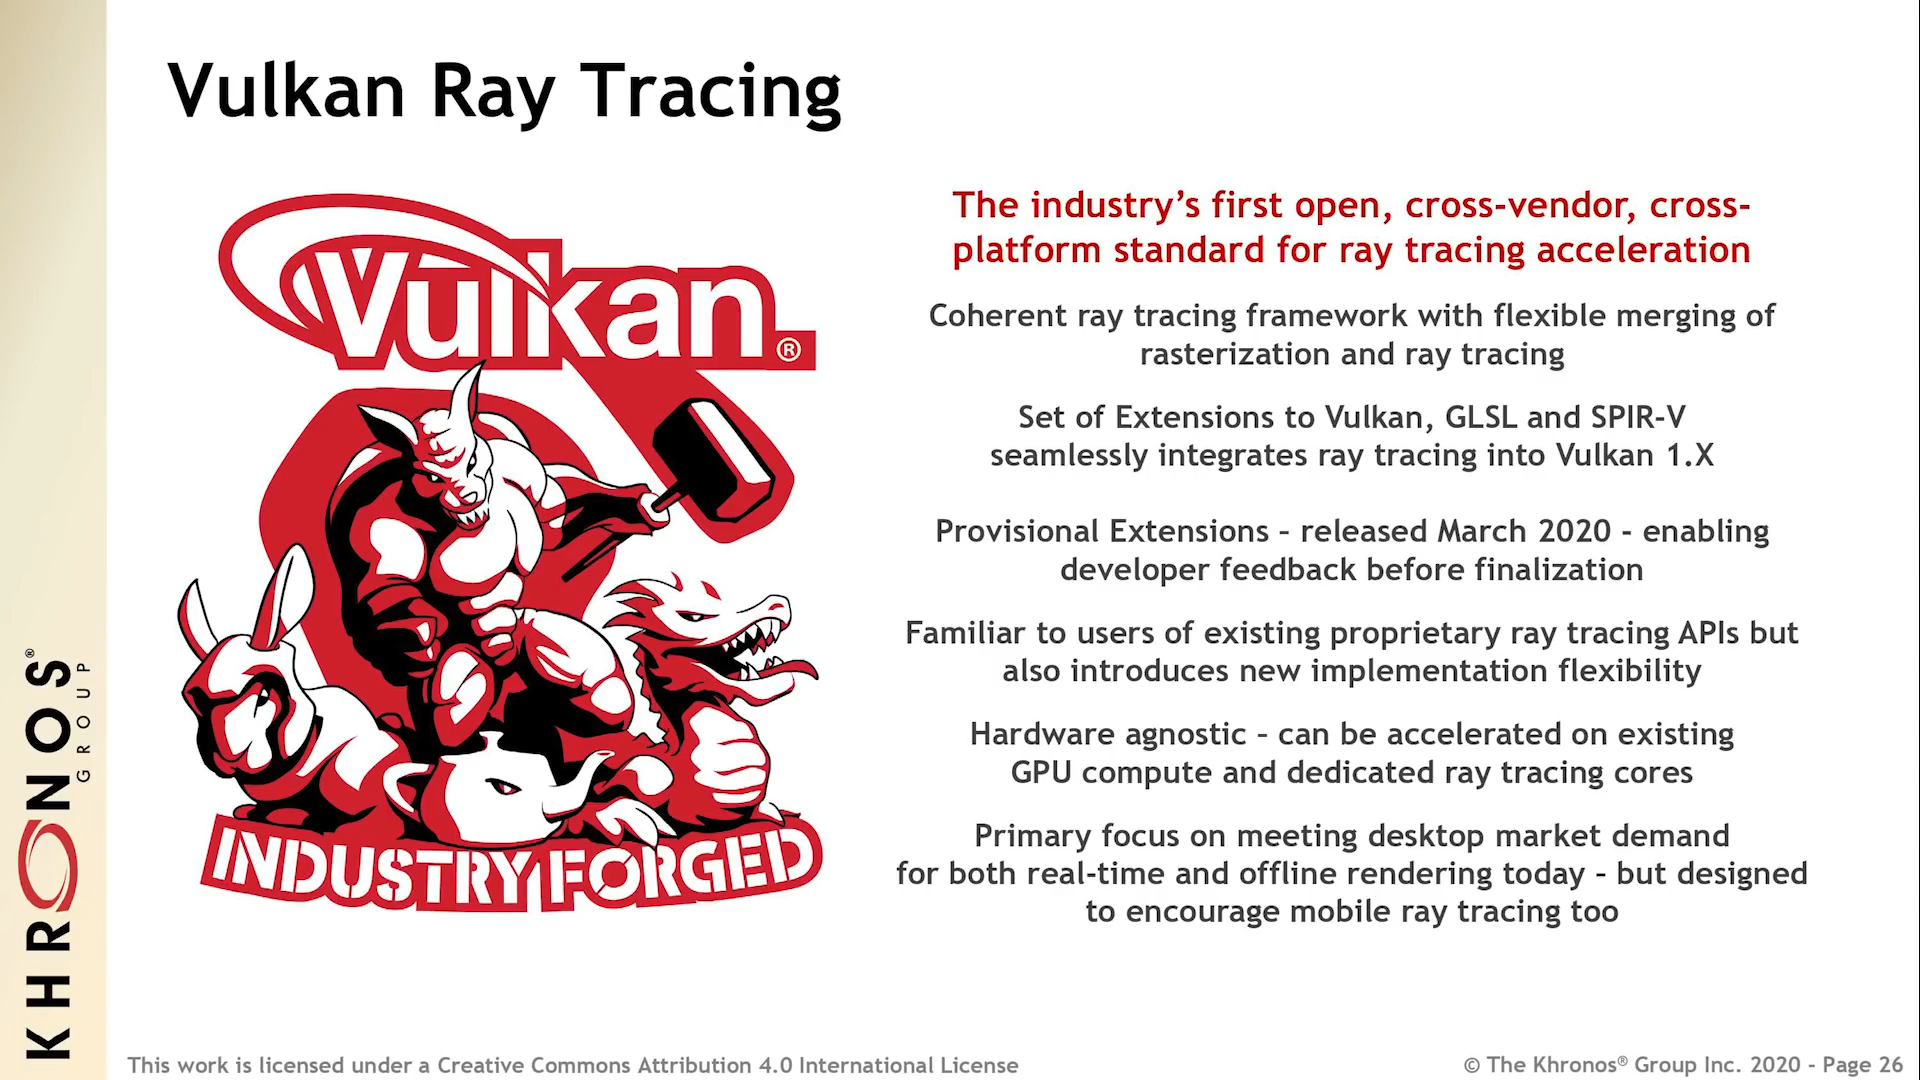 Vulkan Ray Tracing
Vulkan®
INDUSTRY FORGED
The industry’s first open, cross-vendor, cross-
platform standard for ray tracing acceleration
Coherent ray tracing framework with flexible merging of
rasterization and ray tracing
Set of Extensions to Vulkan, GLSL and SPIR-V
seamlessly integrates ray tracing into Vulkan 1.X
Provisional Extensions – released March 2020 - enabling
developer feedback before finalization
Familiar to users of existing proprietary ray tracing APIs but
also introduces new implementation flexibility
Hardware agnostic – can be accelerated on existing
GPU compute and dedicated ray tracing cores
Primary focus on meeting desktop market demand
for both real-time and offline rendering today – but designed
to encourage mobile ray tracing too
KHRONOS®
GROUP
This work is licensed under a Creative Commons Attribution 4.0 International License
© The Khronos® Group Inc. 2020 - Page 26